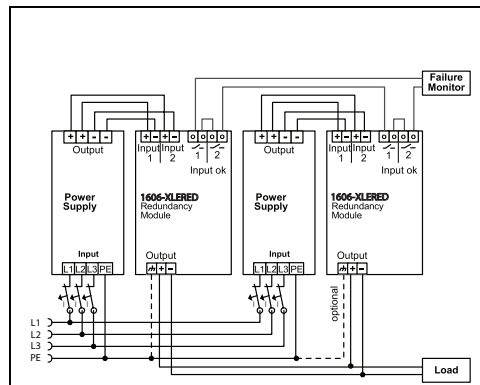 Failure
Monitor
+ + - -
Output
+ - + -
Input 1
Input 2
1 2
Input ok
+ + - -
Output
+ - + -
Input 1
Input 2
1 2
Input ok
Power
Supply
1606-XLERED
Redundancy
Module
Power
Supply
1606-XLERED
Redundancy
Module
Input
L1 L2 L3 PE
Output
+ -
Input
L1 L2 L3 PE
Output
+ -
optional
L1
L2
L3
PE
Load